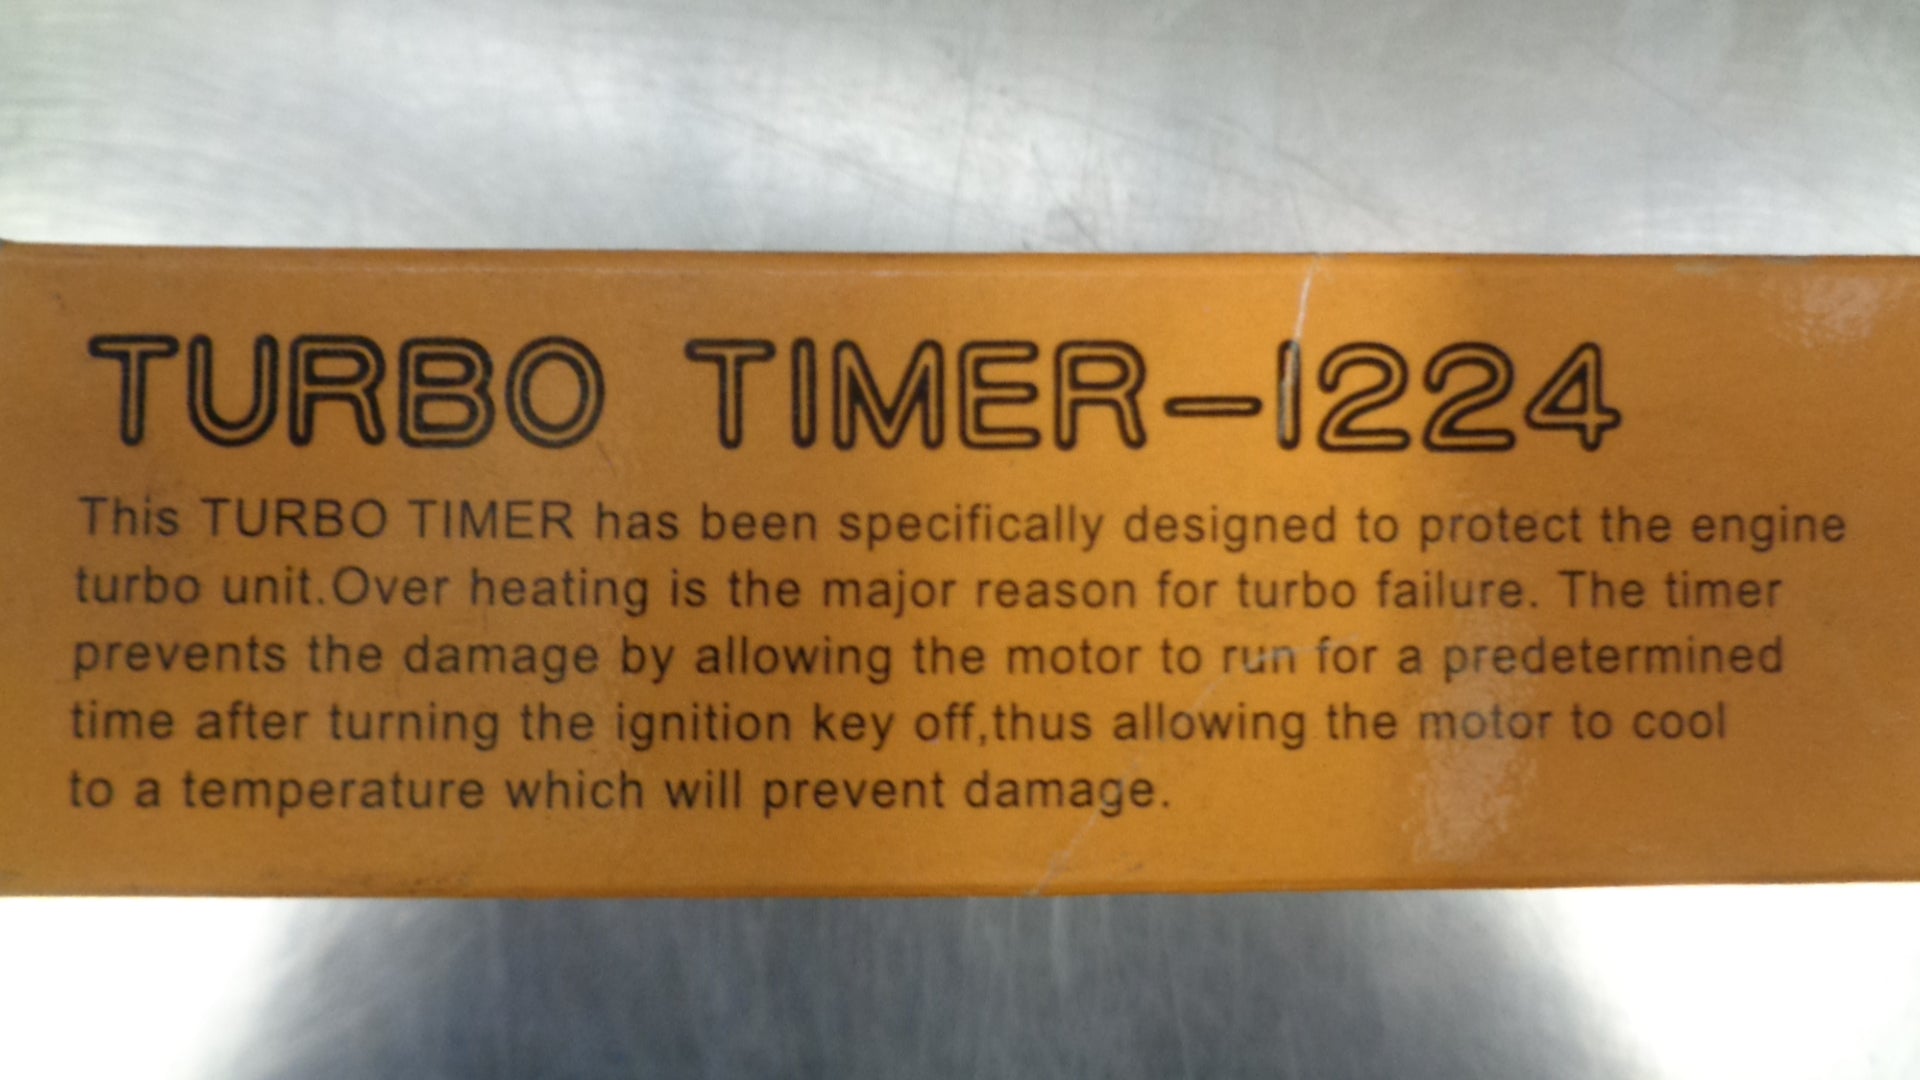 TURBO TIMER-1224
This TURBO TIMER has been specifically designed to protect the engine
turbo unit.Over heating is the major reason for turbo failure. The timer
prevents the damage by allowing the motor to run for a predetermined
time after turning the ignition key off,thus allowing the motor to cool
to a temperature which will prevent damage.